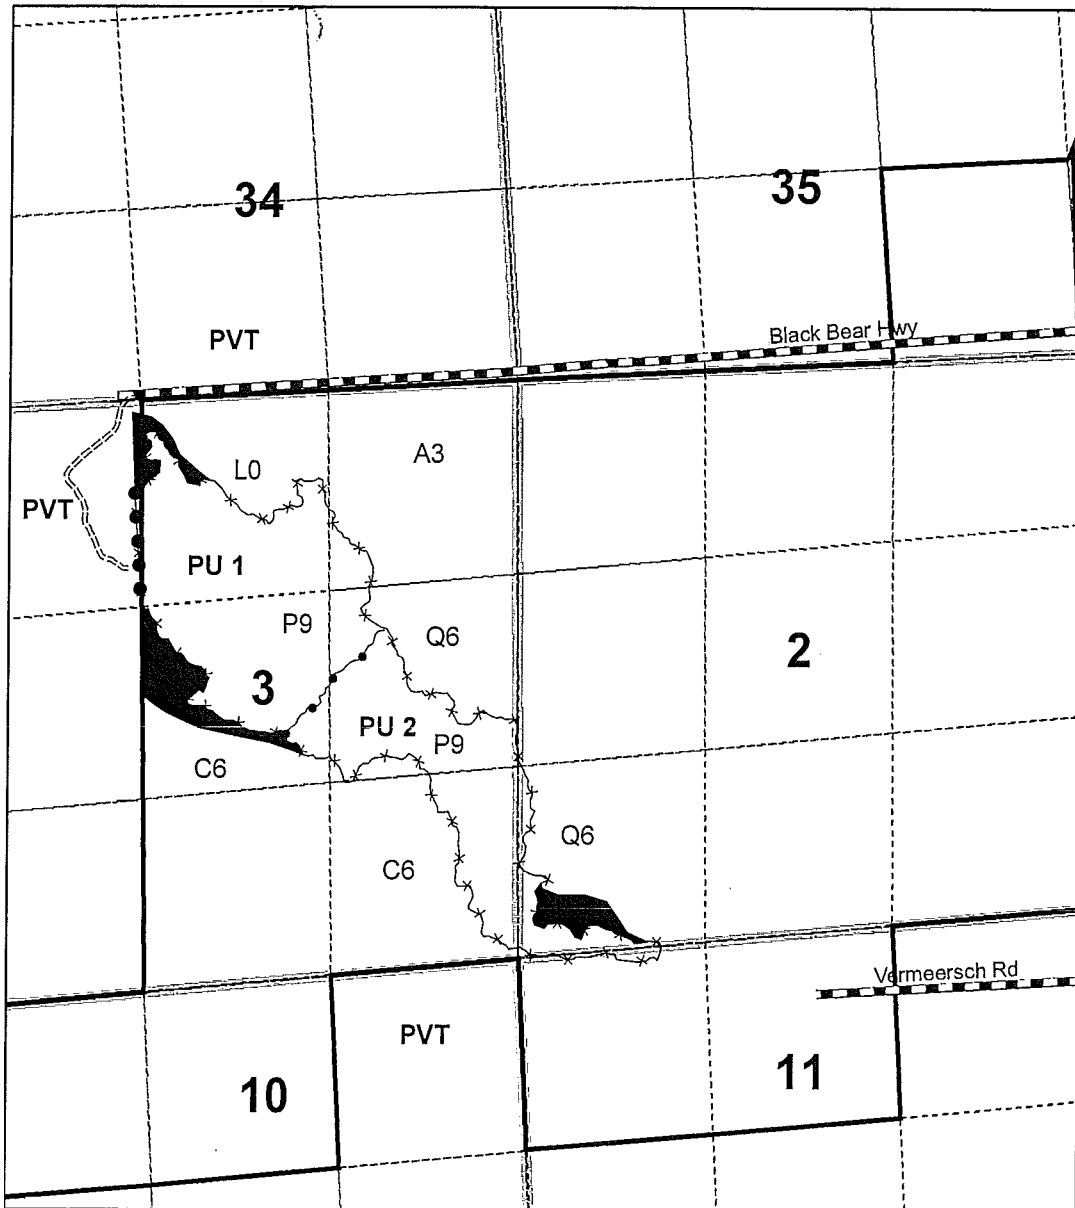 34
35
PVT
Black Bear Hwy
A3
L0
PVT
PU 1
P9
Q6
2
3
PU 2
P9
C6
Q6
C6
Vermeersch Rd
PVT
10
11